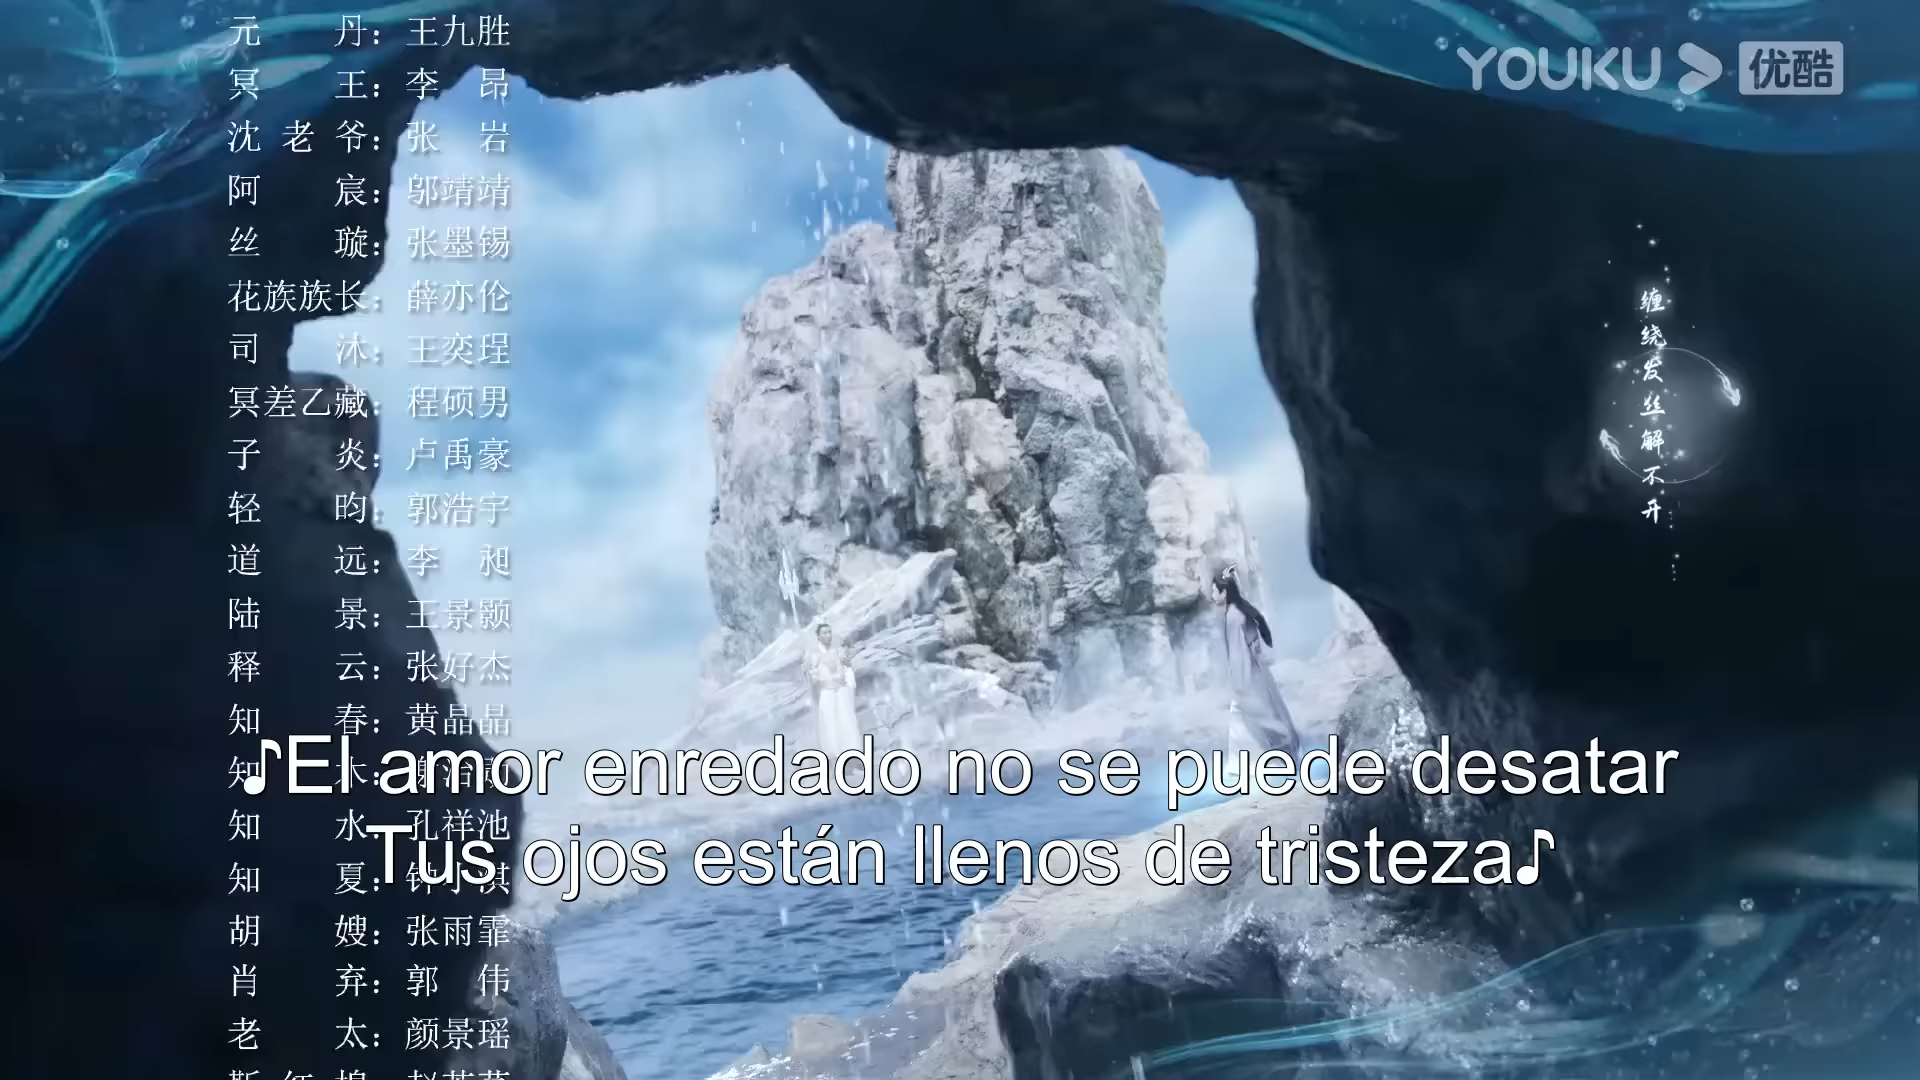 元丹：王九胜
冥王：李昂
沈老爷：张岩
阿宸：邬靖靖
丝璇：张墨锡
花族族长：薛亦伦
司沐：王奕珵
冥差乙藏：程硕男
子炎：卢禹豪
轻昀：郭浩宇
道远：李昶
陆景：王景颢
释云：张好杰
知春：黄晶晶
知水：孔祥池
知夏：
胡嫂：张雨霏
肖弃：郭伟
老太：颜景瑶
YOUKU 优酷
缠绕发丝解不开
♪El amor enredado no se puede desatar
Tus ojos están llenos de tristeza♪